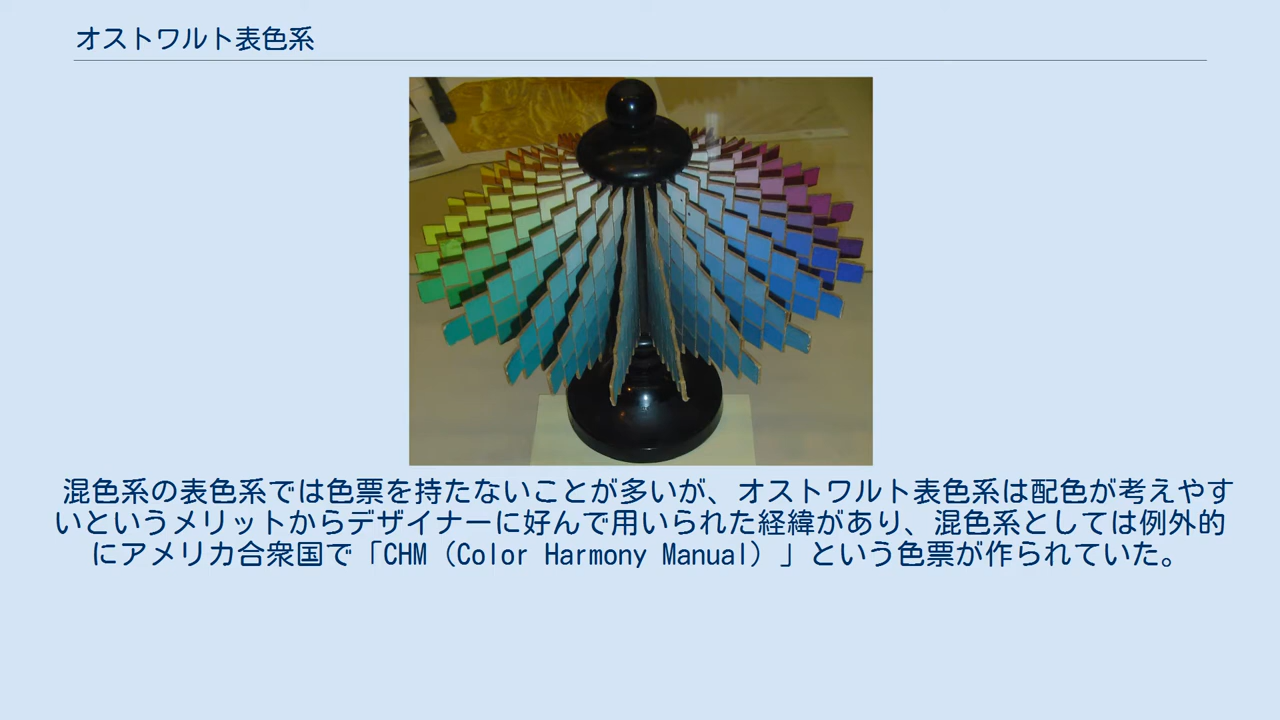 オストワルト表色系
混色系の表色系では色票を持たないことが多いが、オストワルト表色系は配色が考えやす
いというメリットからデザイナーに好んで用いられた経緯があり、混色系としては例外的
にアメリカ合衆国で「CHM（Color Harmony Manual）」という色票が作られていた。